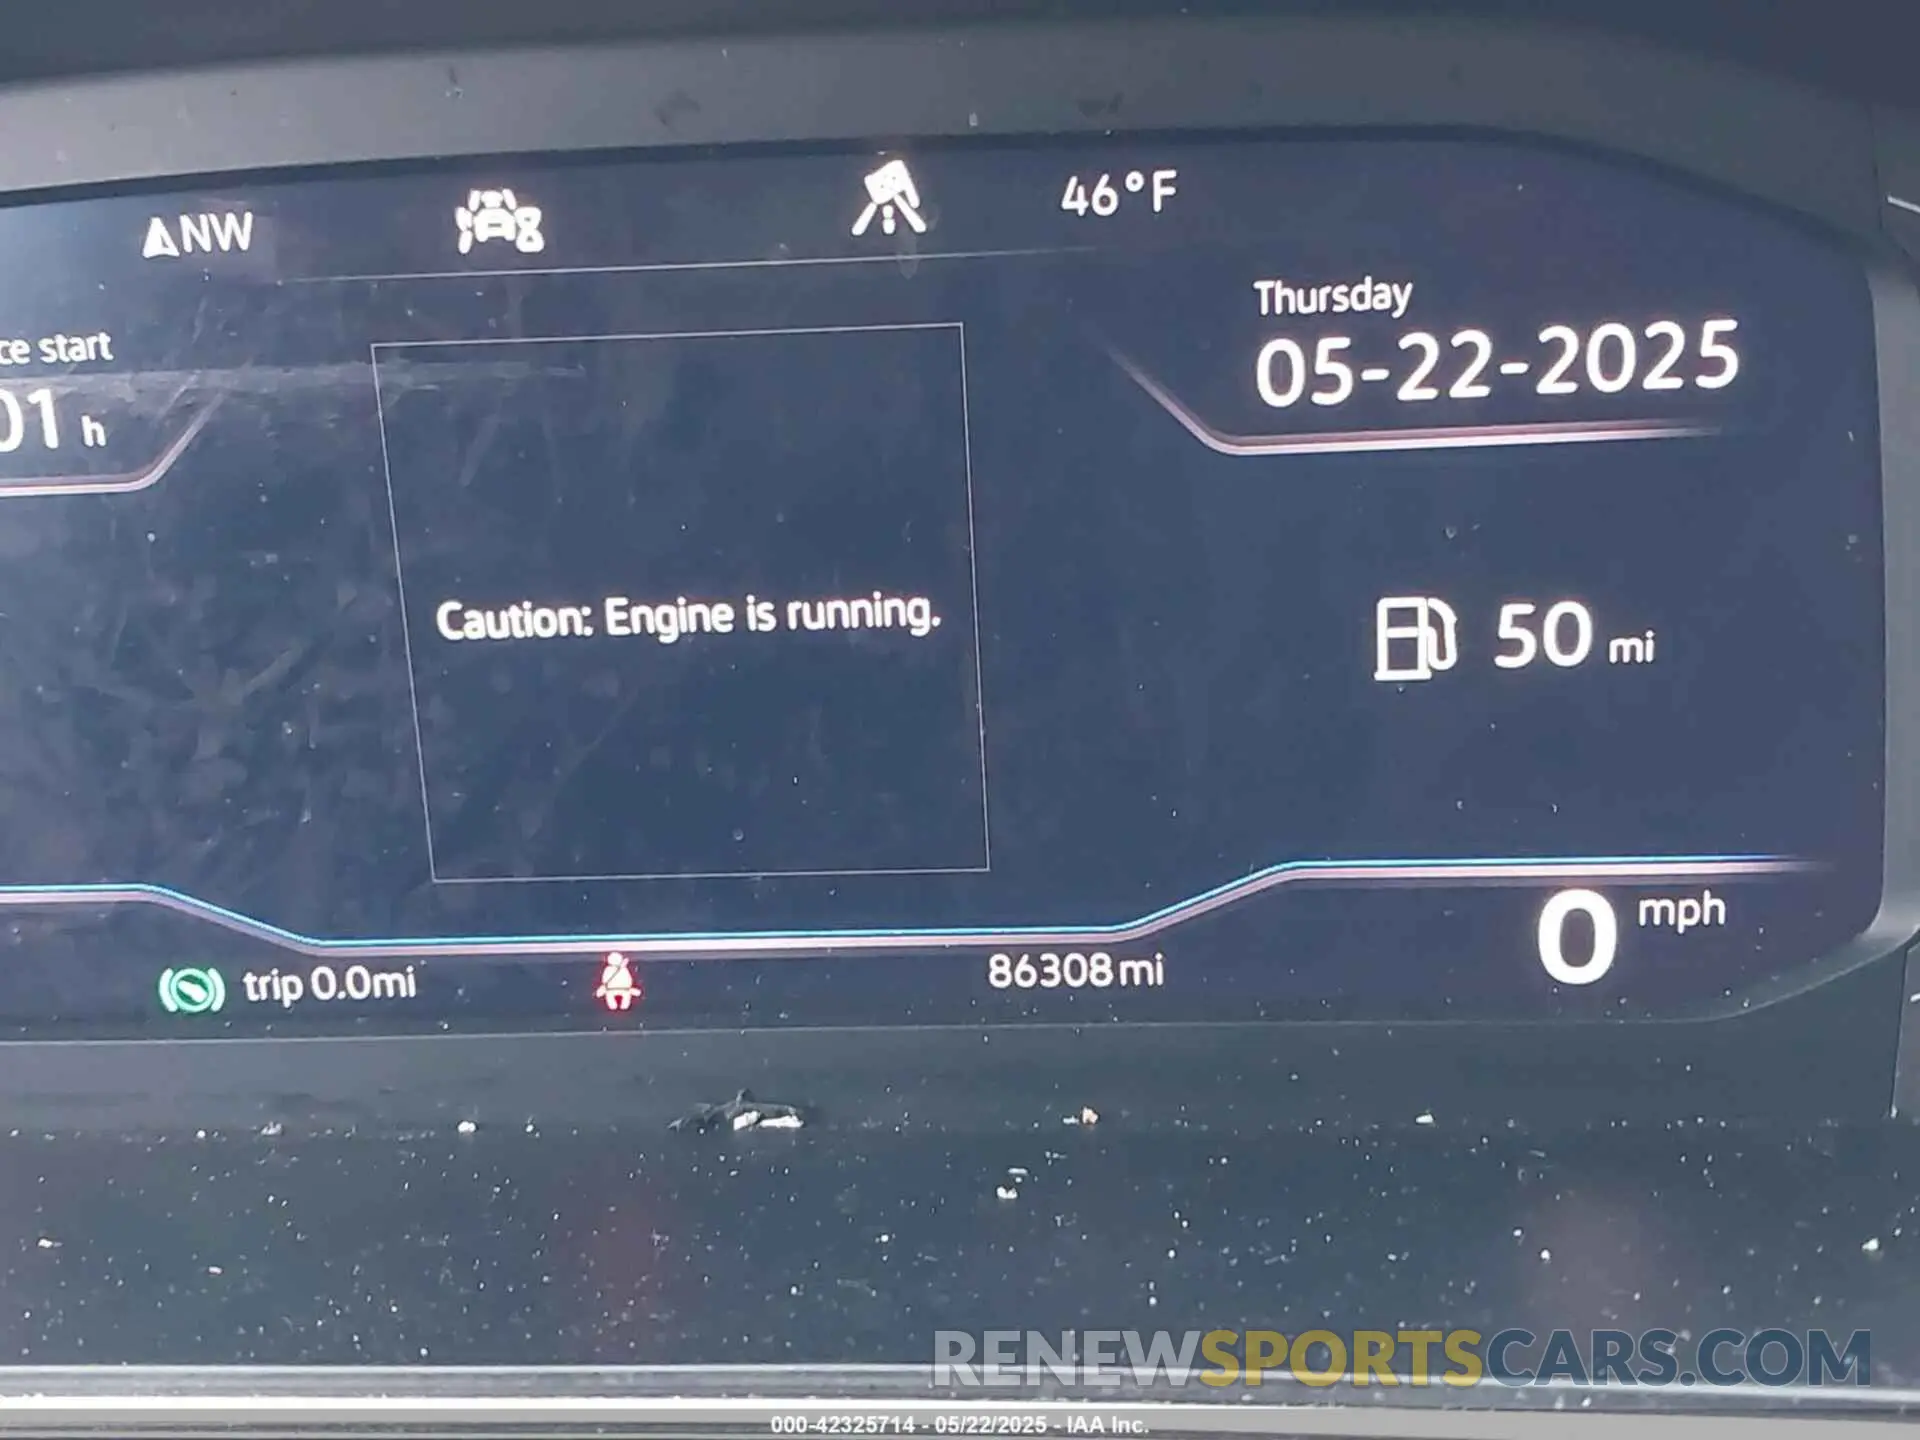 NW
46°F
ce start
01 h
Thursday
05-22-2025
Caution: Engine is running.
50 mi
0 mph
trip 0.0mi
86308 mi
RENEWSPORTSCARS.COM
000-42325714 - 05/22/2025 - IAA Inc.